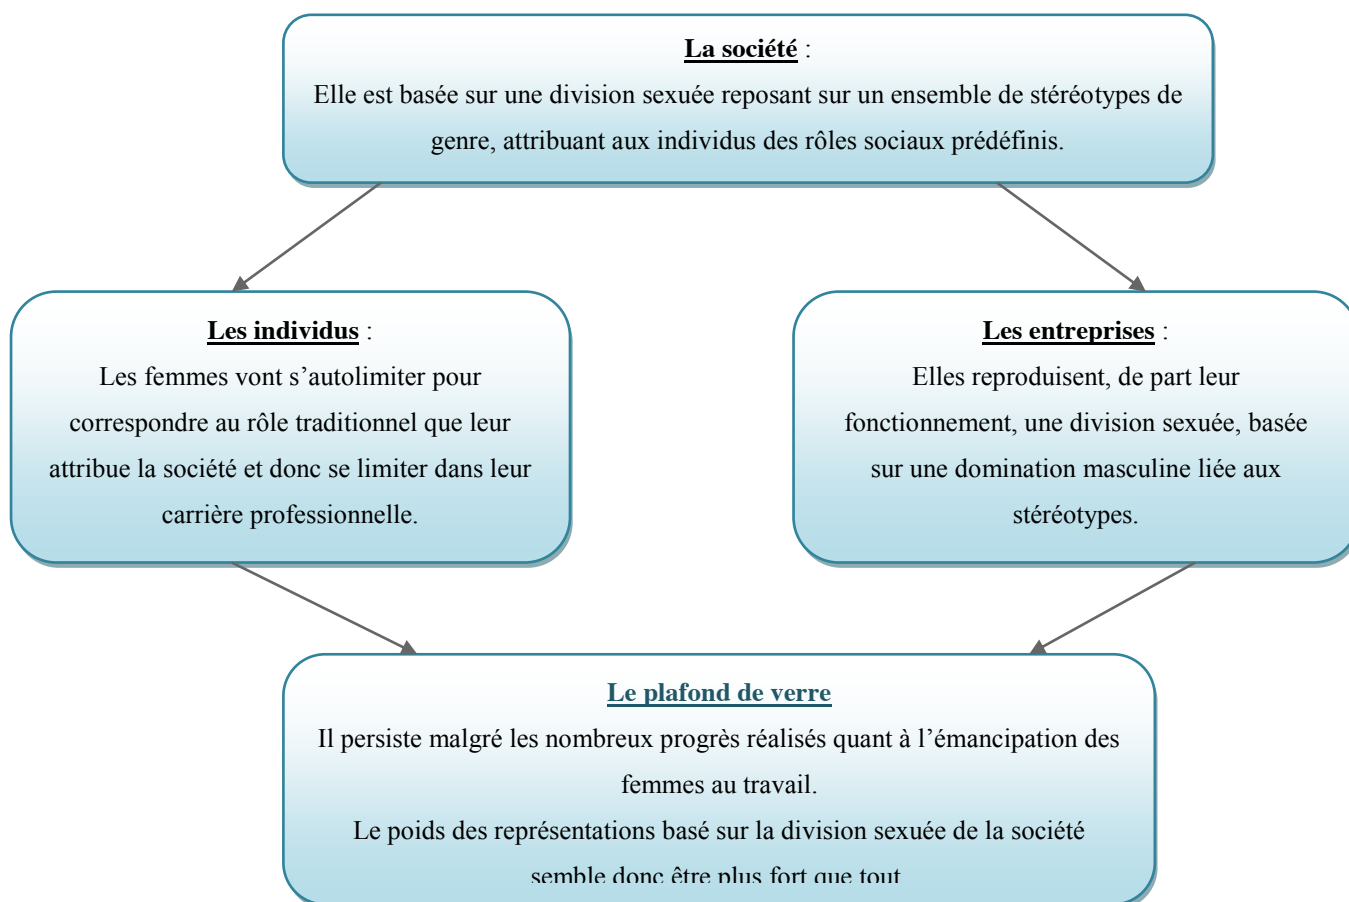 La société :
Elle est basée sur une division sexuée reposant sur un ensemble de stéréotypes de
genre, attribuant aux individus des rôles sociaux prédéfinis.
Les individus :
Les femmes vont s’autolimiter pour
correspondre au rôle traditionnel que leur
attribue la société et donc se limiter dans leur
carrière professionnelle.
Les entreprises :
Elles reproduisent, de part leur
fonctionnement, une division sexuée, basée
sur une domination masculine liée aux
stéréotypes.
Le plafond de verre
Il persiste malgré les nombreux progrès réalisés quant à l’émancipation des
femmes au travail.
Le poids des représentations basé sur la division sexuée de la société
semble donc être plus fort que tout